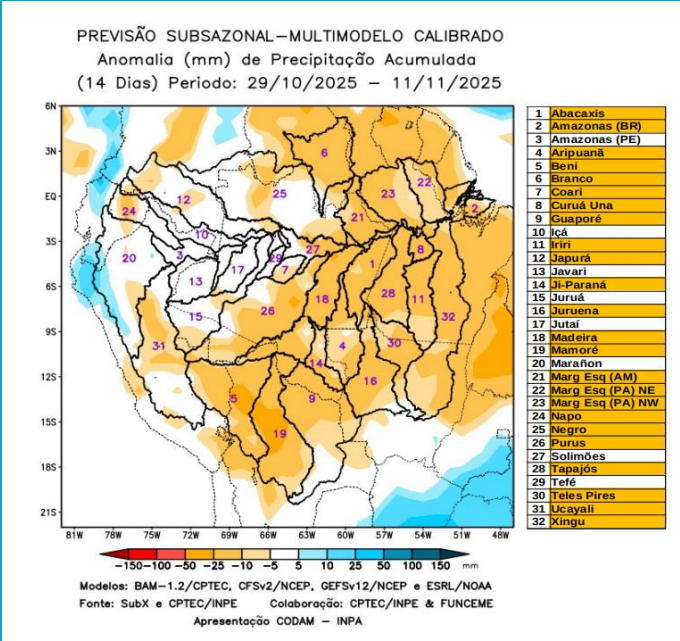 PREVISÃO SUBSAZONAL−MULTIMODELO CALIBRADO
Anomalia (mm) de Precipitação Acumulada
(14 Dias) Periodo: 29/10/2025 − 11/11/2025
6N
3N
EQ
3S
6S
9S
12S
15S
18S
21S
81W 78W 75W 72W 69W 66W 63W 60W 57W 54W 51W 48W
6
25
12
24
23
22
2
21
10
3
20
13
17
29
7
27
1
8
15
26
18
28
11
32
31
4
30
14
16
5
9
19
1 Abacaxis
2 Amazonas (BR)
3 Amazonas (PE)
4 Aripuanã
5 Beni
6 Branco
7 Coari
8 Curuá Una
9 Guaporé
10 Içá
11 Iriri
12 Japurá
13 Javari
14 Ji-Paraná
15 Juruá
16 Juruena
17 Jutaí
18 Madeira
19 Mamoré
20 Marañon
21 Marg Esq (AM)
22 Marg Esq (PA) NE
23 Marg Esq (PA) NW
24 Napo
25 Negro
26 Purus
27 Solimões
28 Tapajós
29 Tefé
30 Teles Pires
31 Ucayali
32 Xingu
−150 −100 −50 −25 −10 −5 5 10 25 50 100 150 mm
Modelos: BAM−1.2/CPTEC, CFSv2/NCEP, GEFSv12/NCEP e ESRL/NOAA
Fonte: SubX e CPTEC/INPE Colaboração: CPTEC/INPE & FUNCEME
Apresentação CODAM − INPA